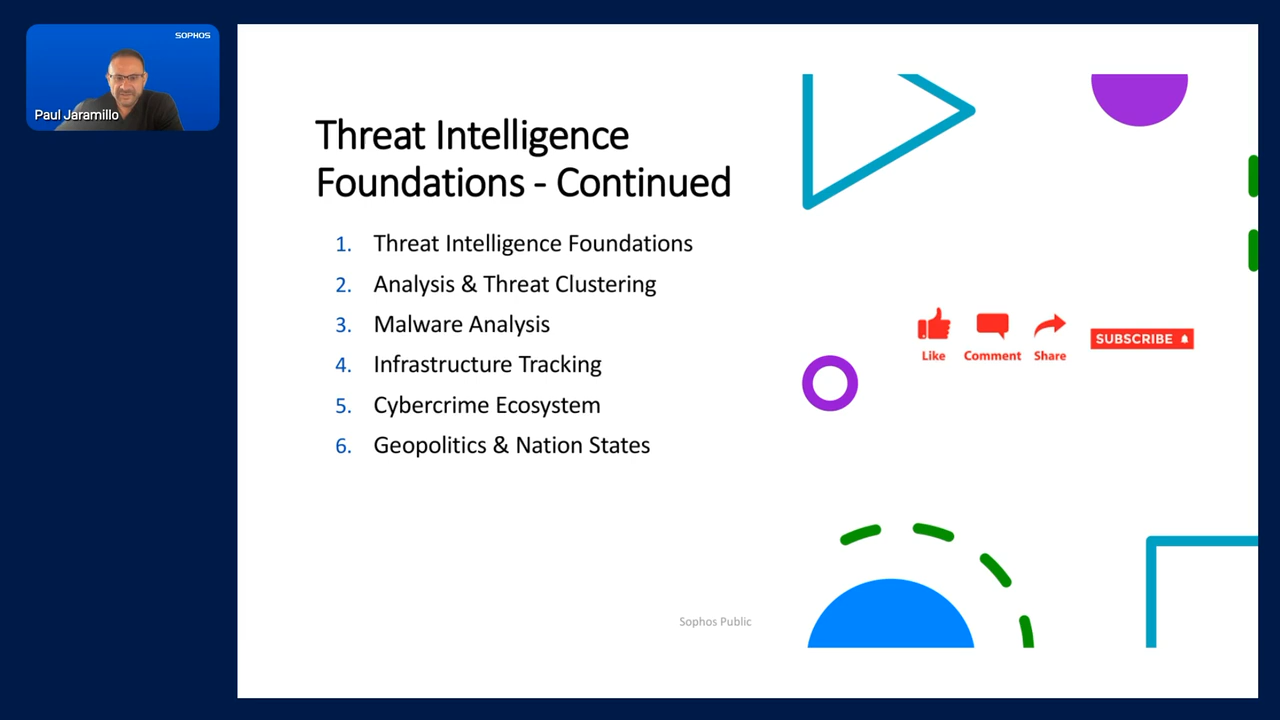 SOPHOS
Paul Jaramillo
Threat Intelligence
Foundations - Continued
1. Threat Intelligence Foundations
2. Analysis & Threat Clustering
3. Malware Analysis
4. Infrastructure Tracking
5. Cybercrime Ecosystem
6. Geopolitics & Nation States
Like Comment Share SUBSCRIBE
Sophos Public